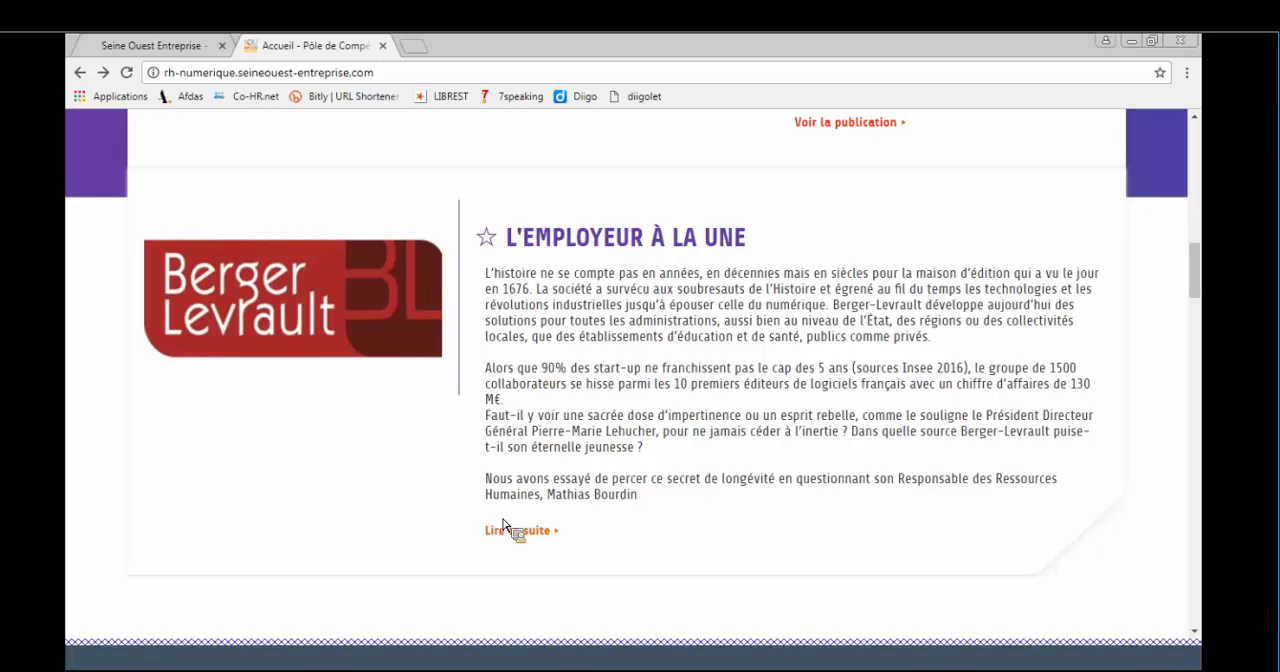 Seine Ouest Entreprise -
Accueil - Pôle de Compé
rh-numerique.seineouest-entreprise.com
Applications Afdas Co-HR.net Bitly | URL Shortener LIBREST 7speaking Diigo diigolet
Voir la publication
Berger
Levrault
BL
L'EMPLOYEUR À LA UNE
L'histoire ne se compte pas en années, en décennies mais en siècles pour la maison d'édition qui a vu le jour
en 1676. La société a survécu aux soubresauts de l'Histoire et égrené au fil du temps les technologies et les
révolutions industrielles jusqu'à épouser celle du numérique. Berger-Levrault développe aujourd'hui des
solutions pour toutes les administrations, aussi bien au niveau de l'État, des régions ou des collectivités
locales, que des établissements d'éducation et de santé, publics comme privés.
Alors que 90% des start-up ne franchissent pas le cap des 5 ans (sources Insee 2016), le groupe de 1500
collaborateurs se hisse parmi les 10 premiers éditeurs de logiciels français avec un chiffre d'affaires de 130
M€.
Faut-il y voir une sacrée dose d'impertinence ou un esprit rebelle, comme le souligne le Président Directeur
Général Pierre-Marie Lehucher, pour ne jamais céder à l'inertie ? Dans quelle source Berger-Levrault puise-
t-il son éternelle jeunesse ?
Nous avons essayé de percer ce secret de longévité en questionnant son Responsable des Ressources
Humaines, Mathias Bourdin
Lire suite